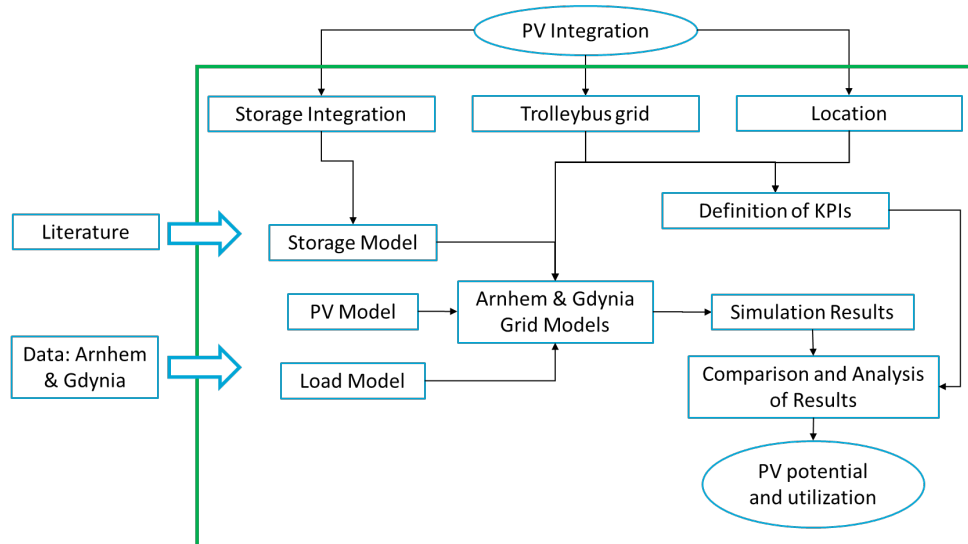 PV Integration
Storage Integration
Trolleybus grid
Location
Literature
Definition of KPIs
Storage Model
PV Model
Arnhem & Gdynia
Grid Models
Simulation Results
Data: Arnhem
& Gdynia
Load Model
Comparison and Analysis
of Results
PV potential
and utilization